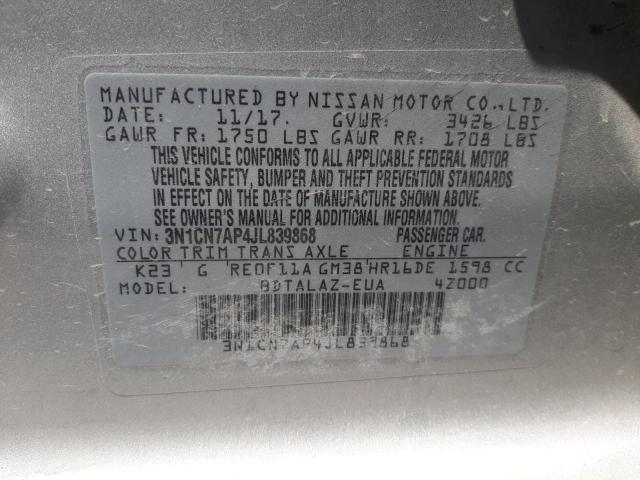 MANUFACTURED BY NISSAN MOTOR CO.,LTD.
DATE: 11/17. GVWR: 3426 LBS
GAWR FR: 1750 LBS GAWR RR: 1708 LBS
THIS VEHICLE CONFORMS TO ALL APPLICABLE FEDERAL MOTOR
VEHICLE SAFETY, BUMPER AND THEFT PREVENTION STANDARDS
IN EFFECT ON THE DATE OF MANUFACTURE SHOWN ABOVE.
SEE OWNER'S MANUAL FOR ADDITIONAL INFORMATION.
VIN: 3N1CN7AP4JL839868 PASSENGER CAR.
COLOR TRIM TRANS AXLE ENGINE
K23 G RE0F11A GM38 HR16DE 1598 CC
MODEL: BDTALAZ-EUA 4Z000
3N1CN7AP4JL839868